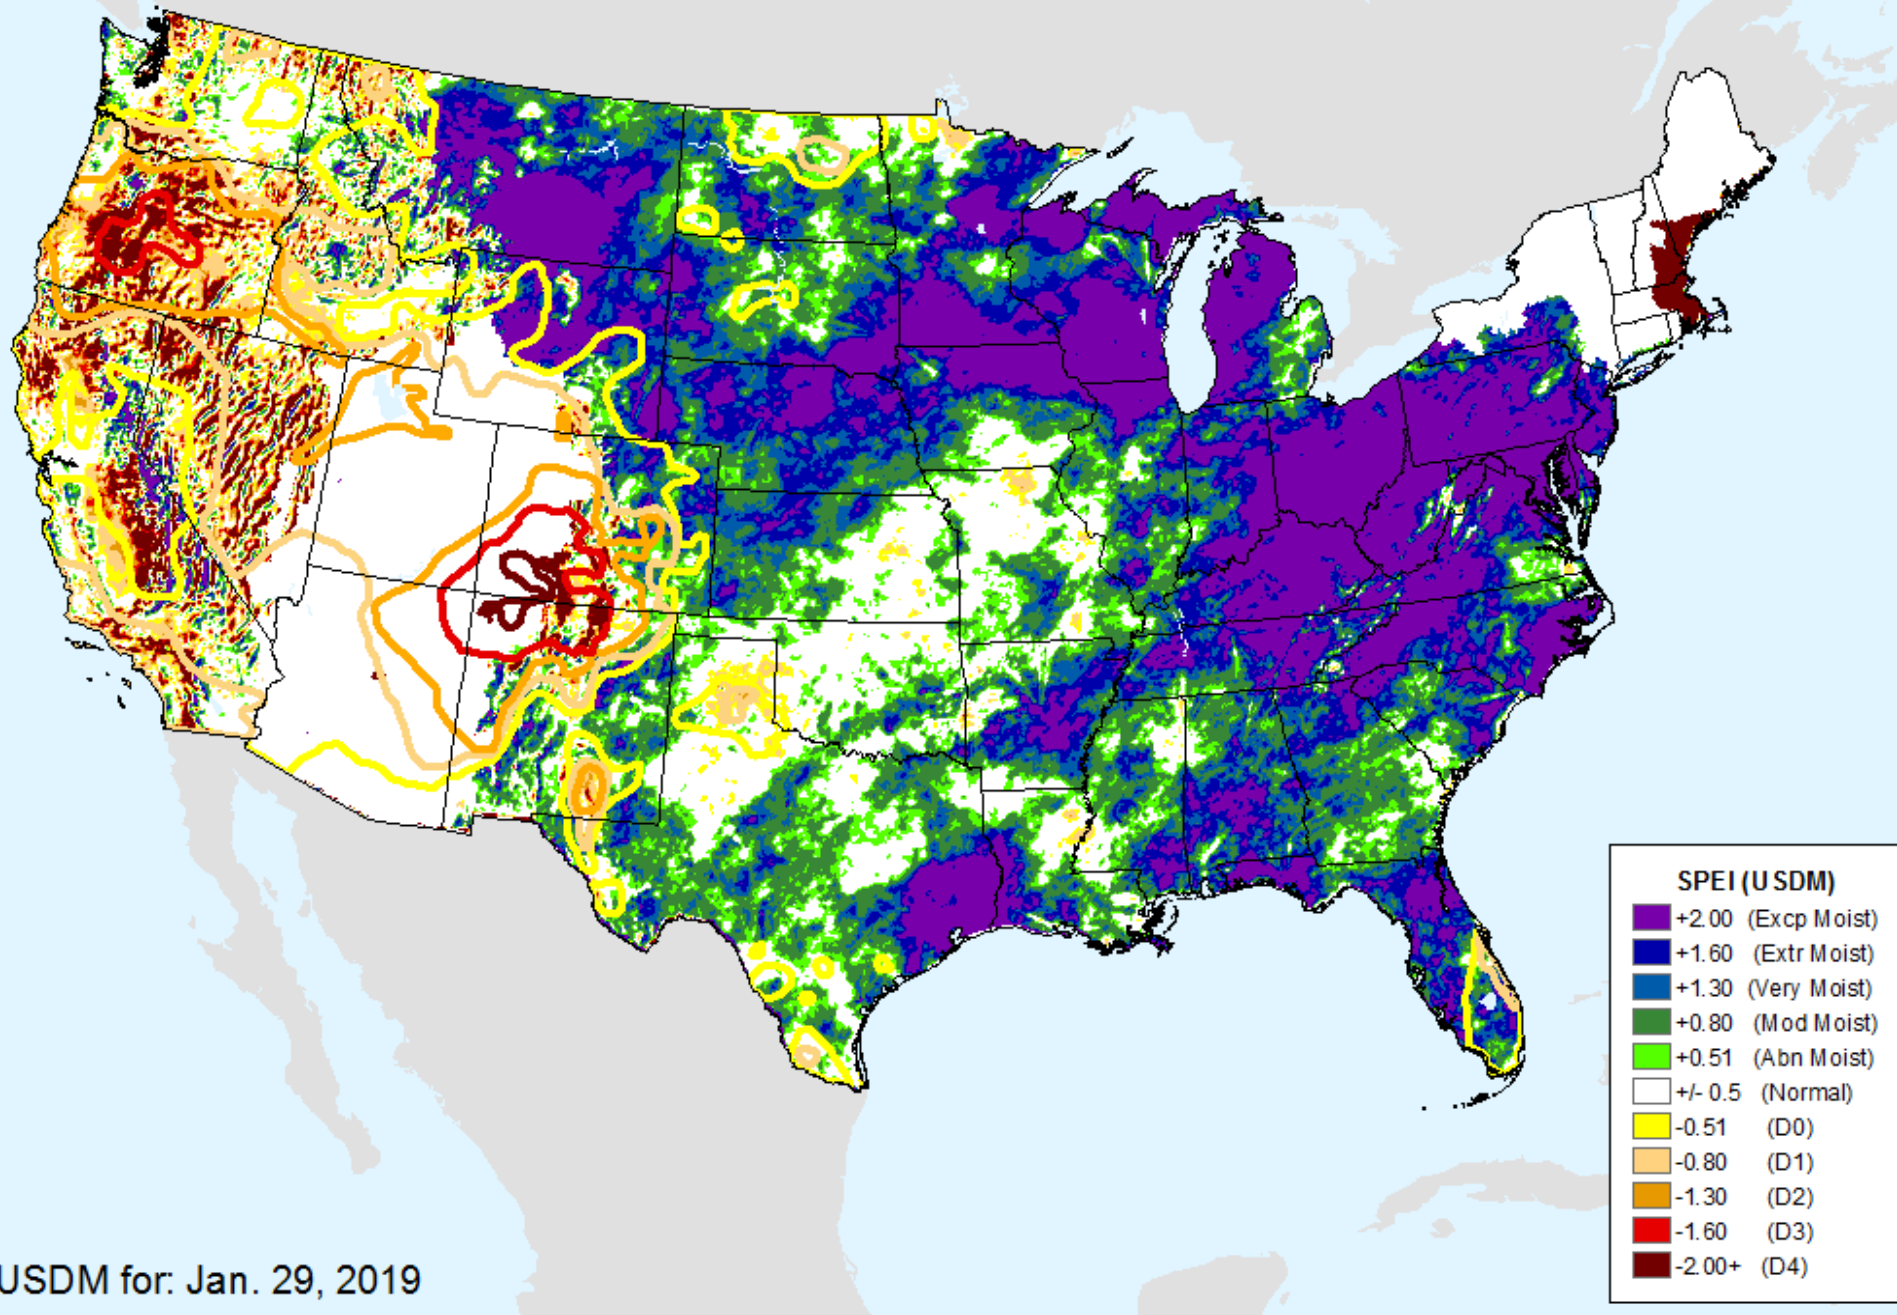 SPEI (USDM)
+2.00 (Excp Moist)
+1.60 (Extr Moist)
+1.30 (Very Moist)
+0.80 (Mod Moist)
+0.51 (Abn Moist)
+/- 0.5 (Normal)
-0.51 (D0)
-0.80 (D1)
-1.30 (D2)
-1.60 (D3)
-2.00+ (D4)
USDM for: Jan. 29, 2019